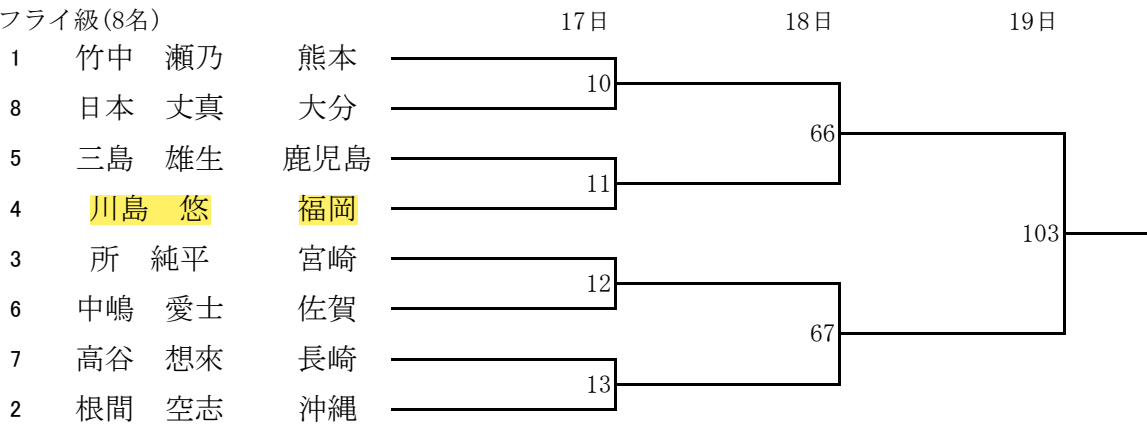 フライ級(8名) 17日 18日 19日
1 竹中 瀬乃 熊本
10
8 日本 丈真 大分
66
5 三島 雄生 鹿児島
11
4 川島 悠 福岡
103
3 所 純平 宮崎
12
6 中嶋 愛士 佐賀
67
7 高谷 想來 長崎
13
2 根間 空志 沖縄